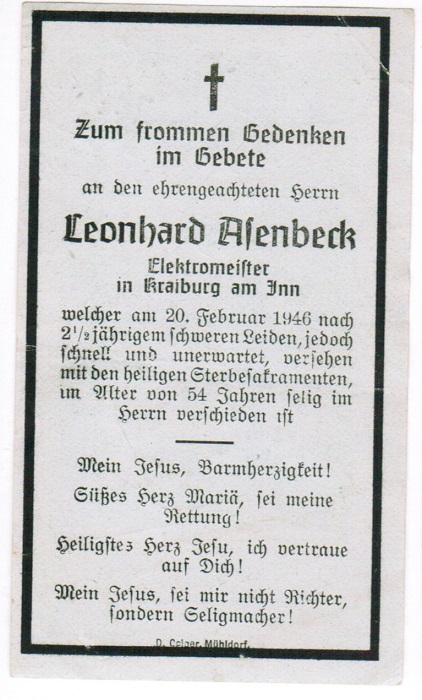 Zum frommen Gedenken
im Gebete
an den ehrengeachteten Herrn
Leonhard Asenbeck
Elektromeister
in Kraiburg am Inn
welcher am 20. Februar 1946 nach
2½ jährigem schweren Leiden, jedoch
schnell und unerwartet, versehen
mit den heiligen Sterbesakramenten,
im Alter von 54 Jahren selig im
Herrn verschieden ist
Mein Jesus, Barmherzigkeit!
Süßes Herz Mariä, sei meine
Rettung!
Heiligstes Herz Jesu, ich vertraue
auf Dich!
Mein Jesus, sei mir nicht Richter,
sondern Seligmacher!
D. Geiger, Mühldorf.